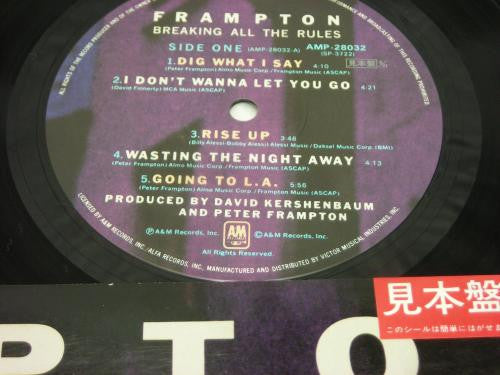 FRAMPTON
BREAKING ALL THE RULES
SIDE ONE (AMP-28032-A) AMP-28032
(SP-3722)
1.DIG WHAT I SAY 4:10 見本盤
(Peter Frampton) Almo Music Corp./Frampton Music (ASCAP)
2.I DON'T WANNA LET YOU GO 4:21
(David Finnerty) MCA Music (ASCAP)
3.RISE UP 3:46
(Billy Alessi-Bobby Alessi) Alessi Music/Daksel Music Corp. (BMI)
4.WASTING THE NIGHT AWAY 4:13
(Peter Frampton) Almo Music Corp./Frampton Music (ASCAP)
5.GOING TO L.A. 5:56
(Peter Frampton) Almo Music Corp./Frampton Music (ASCAP)
PRODUCED BY DAVID KERSHENBAUM
AND PETER FRAMPTON
Ⓟ A&M Records, Inc. A&M RECORDS © A&M Records, Inc.
All Rights Reserved.
LICENSED BY A&M RECORDS, INC. ALFA RECORDS, INC. MANUFACTURED AND DISTRIBUTED BY VICTOR MUSICAL INDUSTRIES, INC.
PTO
見本盤
このシールは簡単にはがせま